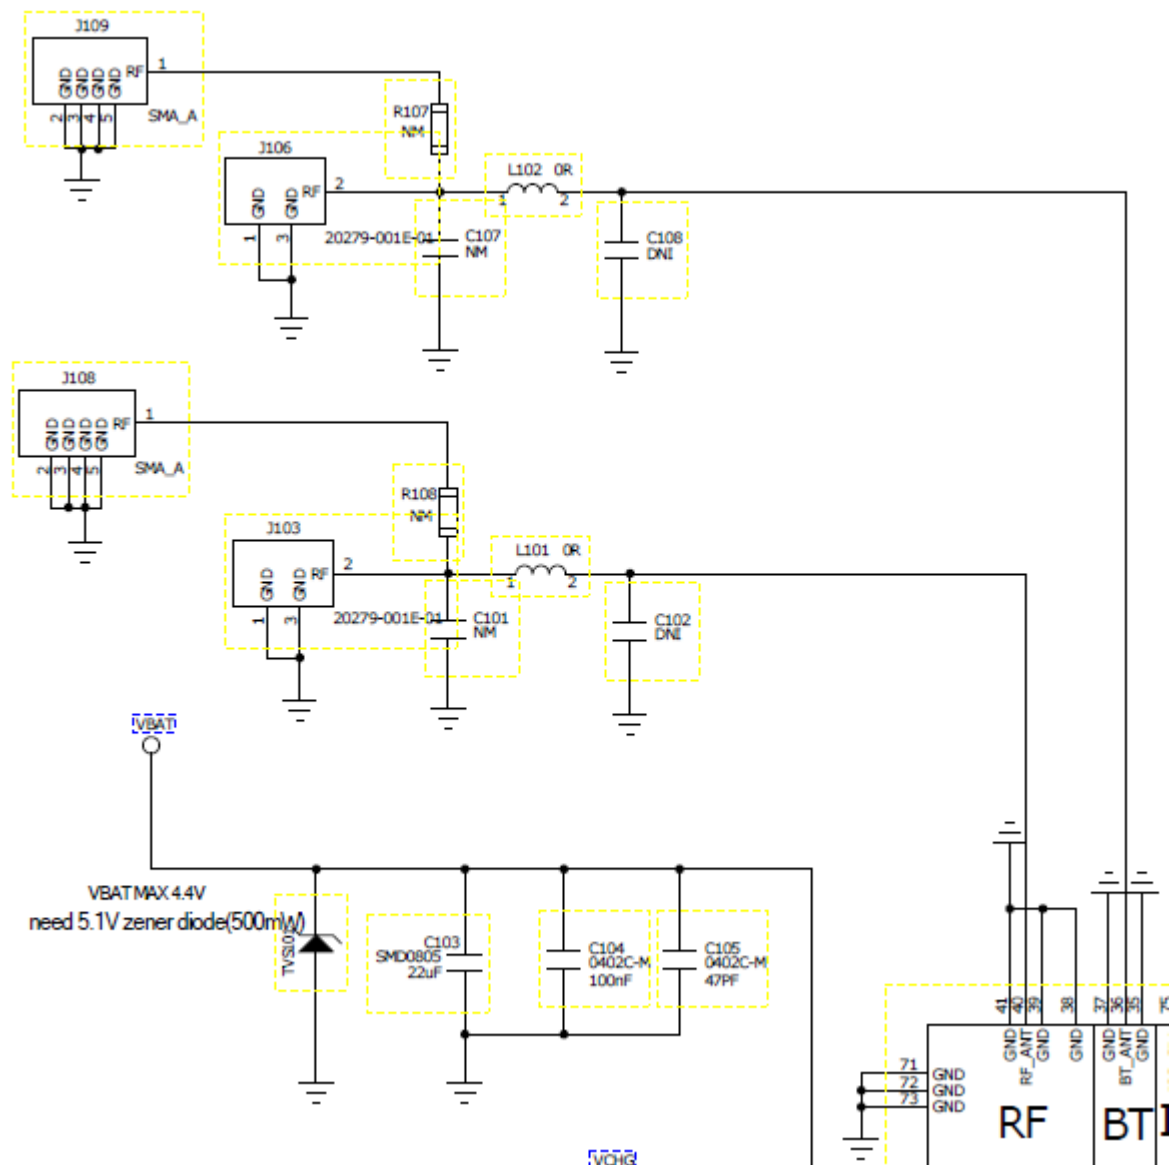 J109
GND
GND
GND
GND
RF
1
2
3
4
5
SMA_A
R107
NM
J106
GND
GND
RF
2
1
3
20279-001E-01
L102 0R
1
2
C107
NM
C108
DNI
J108
GND
GND
GND
GND
RF
1
2
3
4
5
SMA_A
R108
NM
J103
GND
GND
RF
2
1
3
20279-001E-01
L101 0R
1
2
C101
NM
C102
DNI
VBAT
VBAT MAX 4.4V
need 5.1V zener diode(500mW)
TVS101
C103
SMD0805
22uF
C104
0402C-M
100nF
C105
0402C-M
47PF
41
40
39
38
37
36
35
75
GND
RF_ANT
GND
GND
GND
BT_ANT
GND
71
72
73
GND
GND
GND
RF
BT
VCHG